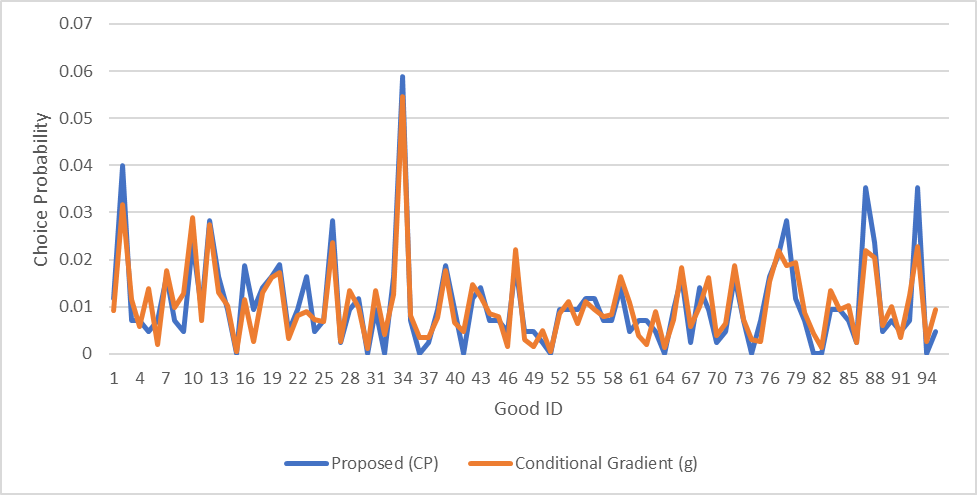 0.07
0.06
0.05
0.04
0.03
0.02
0.01
0
Choice Probability
1 4 7 10 13 16 19 22 25 28 31 34 37 40 43 46 49 52 55 58 61 64 67 70 73 76 79 82 85 88 91 94
Good ID
Proposed (CP) Conditional Gradient (g)